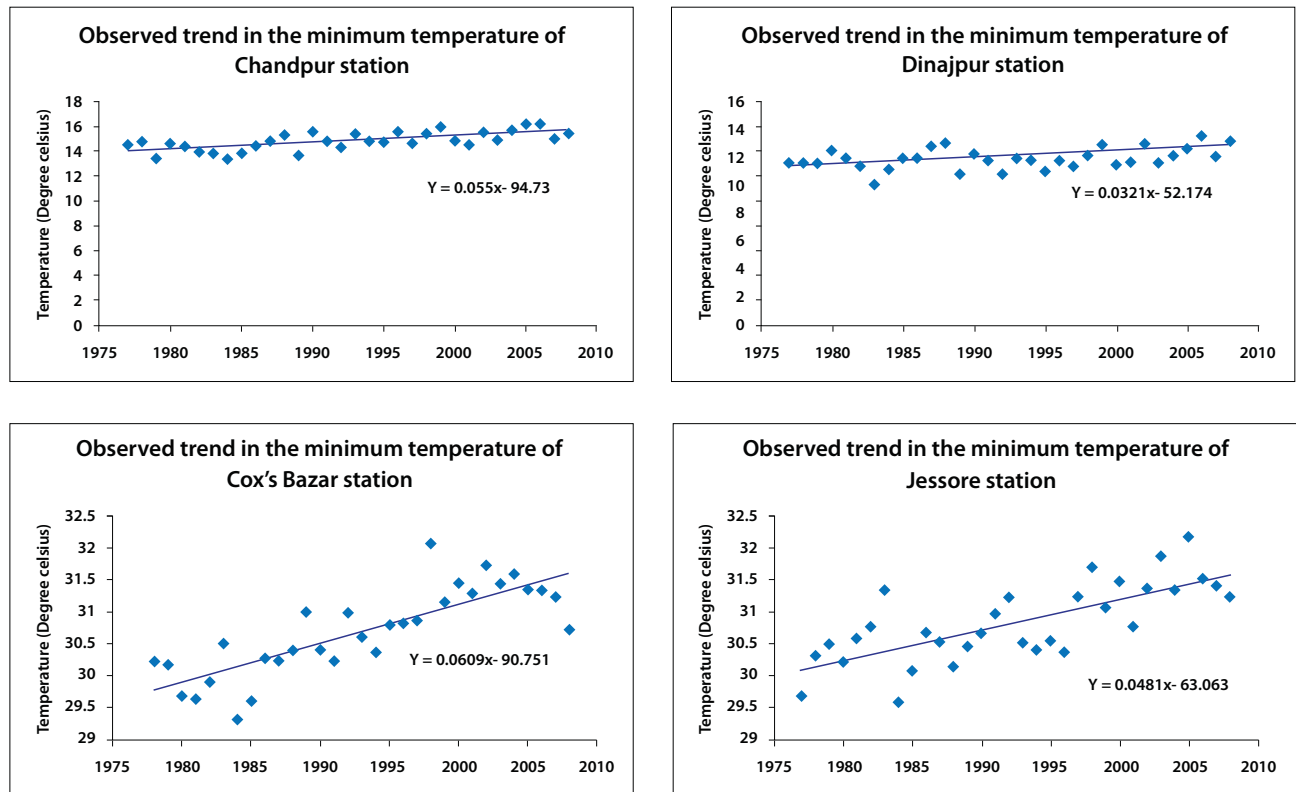 Observed trend in the minimum temperature of
Chandpur station
Temperature (Degree celsius)
18
16
14
12
10
8
6
4
2
0
Y = 0.055x- 94.73
1975 1980 1985 1990 1995 2000 2005 2010
Observed trend in the minimum temperature of
Dinajpur station
Temperature (Degree celsius)
16
14
12
10
8
6
4
2
0
Y = 0.0321x- 52.174
1975 1980 1985 1990 1995 2000 2005 2010
Observed trend in the minimum temperature of
Cox's Bazar station
Temperature (Degree celsius)
32.5
32
31.5
31
30.5
30
29.5
29
Y = 0.0609x- 90.751
1975 1980 1985 1990 1995 2000 2005 2010
Observed trend in the minimum temperature of
Jessore station
Temperature (Degree celsius)
32.5
32
31.5
31
30.5
30
29.5
29
Y = 0.0481x- 63.063
1975 1980 1985 1990 1995 2000 2005 2010